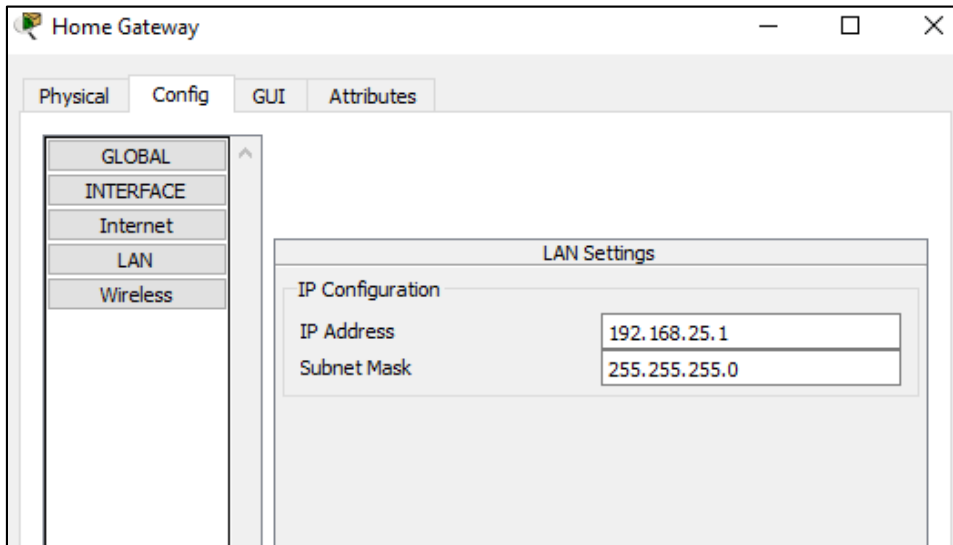 Home Gateway
Physical Config GUI Attributes
GLOBAL
INTERFACE
Internet
LAN
Wireless
LAN Settings
IP Configuration
IP Address 192.168.25.1
Subnet Mask 255.255.255.0